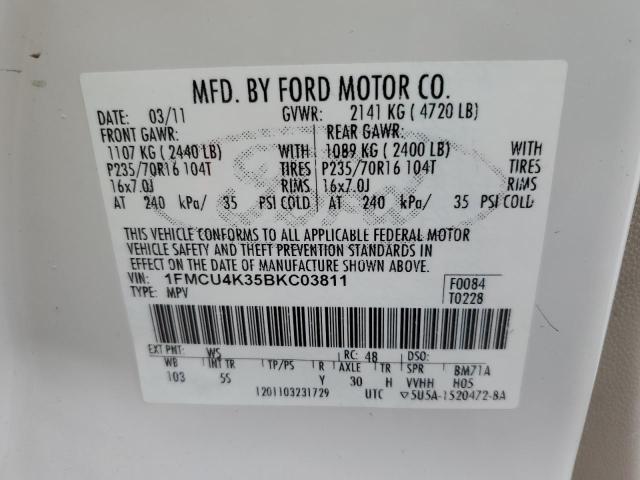 MFD. BY FORD MOTOR CO.
DATE: 03/11 GVWR: 2141 KG ( 4720 LB)
FRONT GAWR: REAR GAWR:
1107 KG ( 2440 LB) WITH 1089 KG ( 2400 LB) WITH
P235/70R16 104T TIRES P235/70R16 104T TIRES
16x7.0J RIMS 16x7.0J RIMS
AT 240 kPa/ 35 PSI COLD AT 240 kPa/ 35 PSI COLD
Ford
THIS VEHICLE CONFORMS TO ALL APPLICABLE FEDERAL MOTOR
VEHICLE SAFETY AND THEFT PREVENTION STANDARDS IN
EFFECT ON THE DATE OF MANUFACTURE SHOWN ABOVE.
VIN: 1FMCU4K35BKC03811 F0084
TYPE: MPV T0228
EXT PNT: WS RC: 48 DSO:
WB INT TR TP/PS R AXLE TR SPR BM71A
103 5S Y 30 H VVHH H05
1201103231729 UTC ▽5U5A-1520472-BA